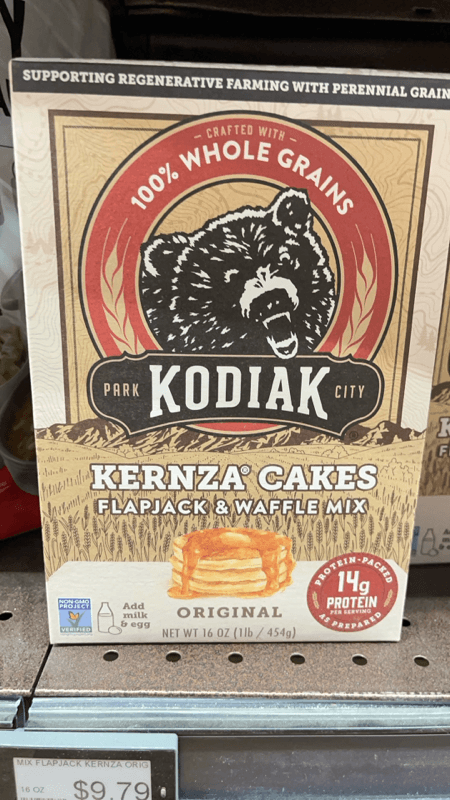 SUPPORTING REGENERATIVE FARMING WITH PERENNIAL GRAIN
CRAFTED WITH
100% WHOLE GRAINS
PARK KODIAK CITY
KERNZA® CAKES
FLAPJACK & WAFFLE MIX
PROTEIN-PACKED
14g
PROTEIN
PER SERVING
AS PREPARED
NON-GMO
PROJECT
VERIFIED
Add
milk
& egg
ORIGINAL
NET WT 16 OZ (1lb / 454g)
MIX FLAPJACK KERNZA ORIG
16 OZ
$9.79